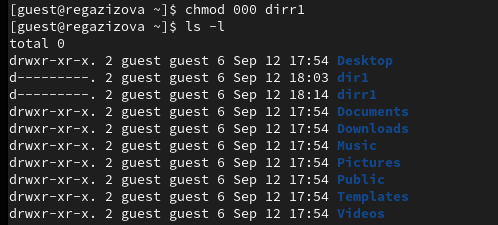 [guest@regazizova ~]$ chmod 000 dirr1
[guest@regazizova ~]$ ls -l
total 0
drwxr-xr-x. 2 guest guest 6 Sep 12 17:54 Desktop
d---------. 2 guest guest 6 Sep 12 18:03 dir1
d---------. 2 guest guest 6 Sep 12 18:14 dirr1
drwxr-xr-x. 2 guest guest 6 Sep 12 17:54 Documents
drwxr-xr-x. 2 guest guest 6 Sep 12 17:54 Downloads
drwxr-xr-x. 2 guest guest 6 Sep 12 17:54 Music
drwxr-xr-x. 2 guest guest 6 Sep 12 17:54 Pictures
drwxr-xr-x. 2 guest guest 6 Sep 12 17:54 Public
drwxr-xr-x. 2 guest guest 6 Sep 12 17:54 Templates
drwxr-xr-x. 2 guest guest 6 Sep 12 17:54 Videos